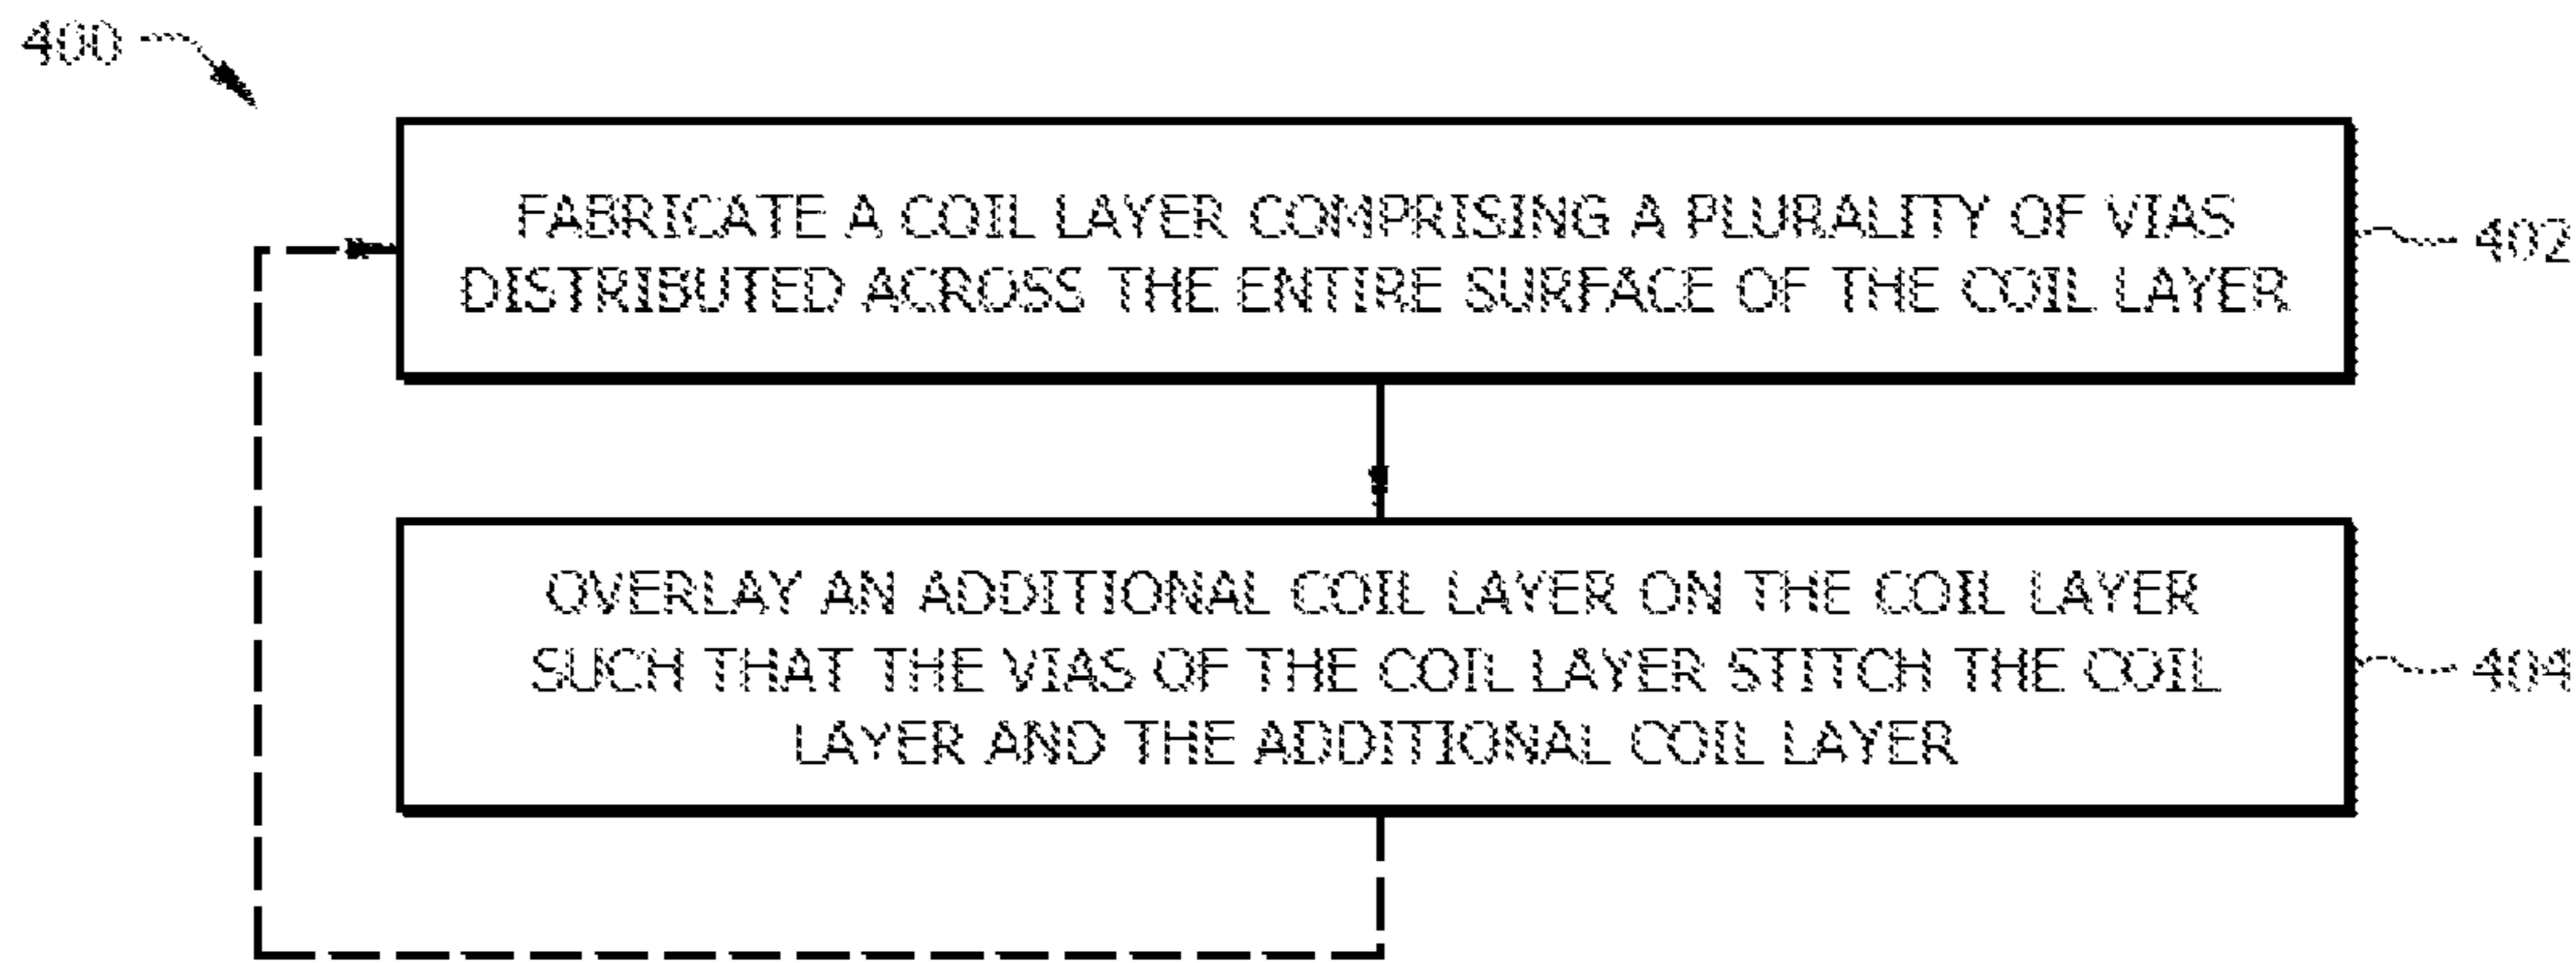 400
FABRICATE A COIL LAYER COMPRISING A PLURALITY OF VIAS
DISTRIBUTED ACROSS THE ENTIRE SURFACE OF THE COIL LAYER
402
OVERLAY AN ADDITIONAL COIL LAYER ON THE COIL LAYER
SUCH THAT THE VIAS OF THE COIL LAYER STITCH THE COIL
LAYER AND THE ADDITIONAL COIL LAYER
404